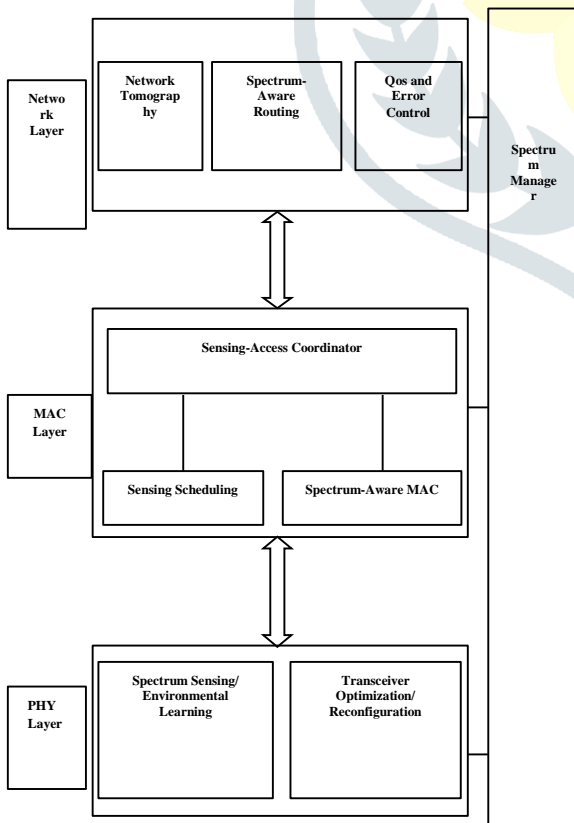 Netwo
rk
Layer
Network
Tomograp
hy
Spectrum-
Aware
Routing
Qos and
Error
Control
Spectru
m
Manage
r
Sensing-Access Coordinator
MAC
Layer
Sensing Scheduling
Spectrum-Aware MAC
PHY
Layer
Spectrum Sensing/
Environmental
Learning
Transceiver
Optimization/
Reconfiguration